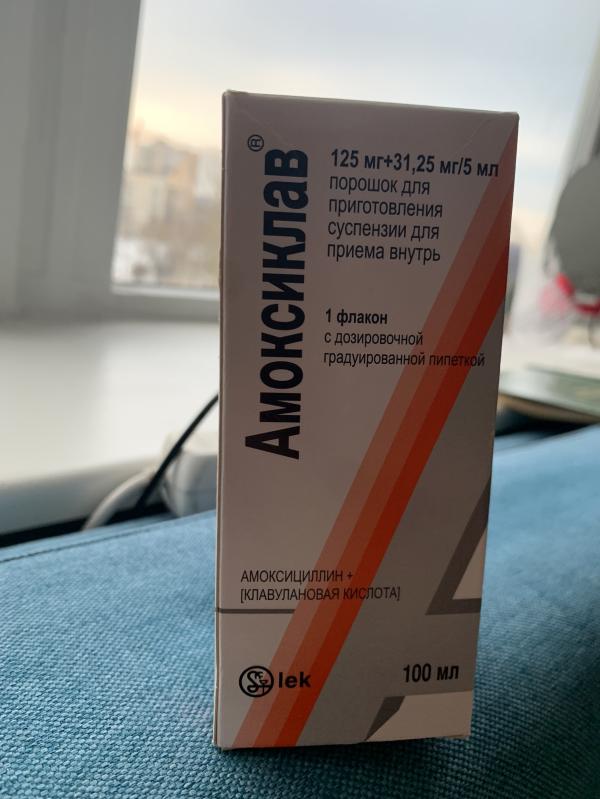 Амоксиклав®
125 мг+31,25 мг/5 мл
порошок для
приготовления
суспензии для
приема внутрь
1 флакон
с дозировочной
градуированной пипеткой
АМОКСИЦИЛЛИН +
[КЛАВУЛАНОВАЯ КИСЛОТА]
lek
100 мл